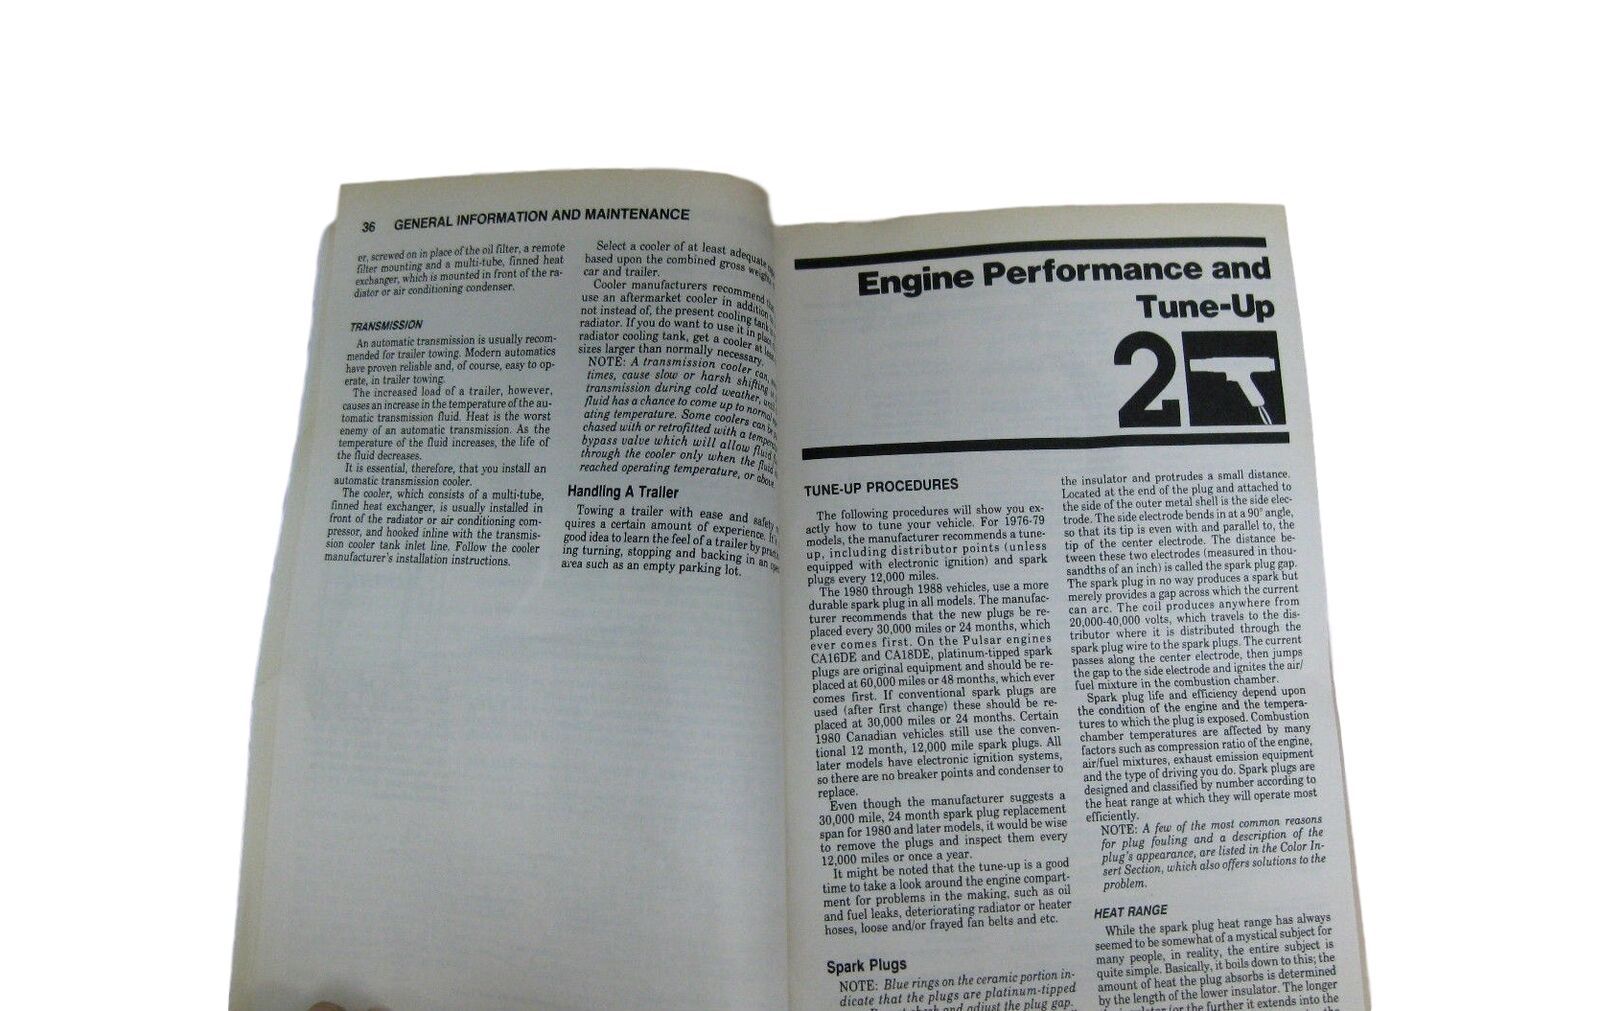 36 GENERAL INFORMATION AND MAINTENANCE
er, screwed on in place of the oil filter, a remote
filter mounting and a multi-tube, finned heat
exchanger, which is mounted in front of the ra-
diator or air conditioning condenser.
TRANSMISSION
An automatic transmission is usually recom-
mended for trailer towing. Modern automatics
have proven reliable and, of course, easy to op-
erate, in trailer towing.
The increased load of a trailer, however,
causes an increase in the temperature of the au-
tomatic transmission fluid. Heat is the worst
enemy of an automatic transmission. As the
temperature of the fluid increases, the life of
the fluid decreases.
It is essential, therefore, that you install an
automatic transmission cooler.
The cooler, which consists of a multi-tube,
finned heat exchanger, is usually installed in
front of the radiator or air conditioning com-
pressor, and hooked inline with the transmis-
sion cooler tank inlet line. Follow the cooler
manufacturer's installation instructions.
Select a cooler of at least adequate
based upon the combined gross weights
car and trailer.
Cooler manufacturers recommend
use an aftermarket cooler in addition
not instead of, the present cooling tank
radiator. If you do want to use it in place
radiator cooling tank, get a cooler at
sizes larger than normally necessary.
NOTE: A transmission cooler can,
times, cause slow or harsh shifting
transmission during cold weather,
fluid has a chance to come up to normal
ating temperature. Some coolers can be
chased with or retrofitted with a
bypass valve which will allow fluid
through the cooler only when the fluid
reached operating temperature, or above
Handling A Trailer
Towing a trailer with ease and safety
quires a certain amount of experience.
good idea to learn the feel of a trailer by
ing turning, stopping and backing in an
area such as an empty parking lot.
Engine Performance and
Tune-Up
2
TUNE-UP PROCEDURES
The following procedures will show you ex-
actly how to tune your vehicle. For 1976-79
models, the manufacturer recommends a tune-
up, including distributor points (unless
equipped with electronic ignition) and spark
plugs every 12,000 miles.
The 1980 through 1988 vehicles, use a more
durable spark plug in all models. The manufac-
turer recommends that the new plugs be re-
placed every 30,000 miles or 24 months, which
ever comes first. On the Pulsar engines
CA16DE and CA18DE, platinum-tipped spark
plugs are original equipment and should be re-
placed at 60,000 miles or 48 months, which ever
comes first. If conventional spark plugs are
used (after first change) these should be re-
placed at 30,000 miles or 24 months. Certain
1980 Canadian vehicles still use the conven-
tional 12 month, 12,000 mile spark plugs. All
later models have electronic ignition systems,
so there are no breaker points and condenser to
replace.
Even though the manufacturer suggests a
30,000 mile, 24 month spark plug replacement
span for 1980 and later models, it would be wise
to remove the plugs and inspect them every
12,000 miles or once a year.
It might be noted that the tune-up is a good
time to take a look around the engine compart-
ment for problems in the making, such as oil
and fuel leaks, deteriorating radiator or heater
hoses, loose and/or frayed fan belts and etc.
Spark Plugs
NOTE: Blue rings on the ceramic portion in-
dicate that the plugs are platinum-tipped
and adjust the plug gap.
the insulator and protrudes a small distance.
Located at the end of the plug and attached to
the side of the outer metal shell is the side elec-
trode. The side electrode bends in at a 90° angle,
so that its tip is even with and parallel to, the
tip of the center electrode. The distance be-
tween these two electrodes (measured in thou-
sandths of an inch) is called the spark plug gap.
The spark plug in no way produces a spark but
merely provides a gap across which the current
can arc. The coil produces anywhere from
20,000-40,000 volts, which travels to the dis-
tributor where it is distributed through the
spark plug wire to the spark plugs. The current
passes along the center electrode, then jumps
the gap to the side electrode and ignites the air/
fuel mixture in the combustion chamber.
Spark plug life and efficiency depend upon
the condition of the engine and the tempera-
tures to which the plug is exposed. Combustion
chamber temperatures are affected by many
factors such as compression ratio of the engine,
air/fuel mixtures, exhaust emission equipment
and the type of driving you do. Spark plugs are
designed and classified by number according to
the heat range at which they will operate most
efficiently.
NOTE: A few of the most common reasons
for plug fouling and a description of the
plug's appearance, are listed in the Color In-
sert Section, which also offers solutions to the
problem.
HEAT RANGE
While the spark plug heat range has always
seemed to be somewhat of a mystical subject for
many people, in reality, the entire subject is
quite simple. Basically, it boils down to this; the
amount of heat the plug absorbs is determined
by the length of the lower insulator. The longer
(or the further it extends into the